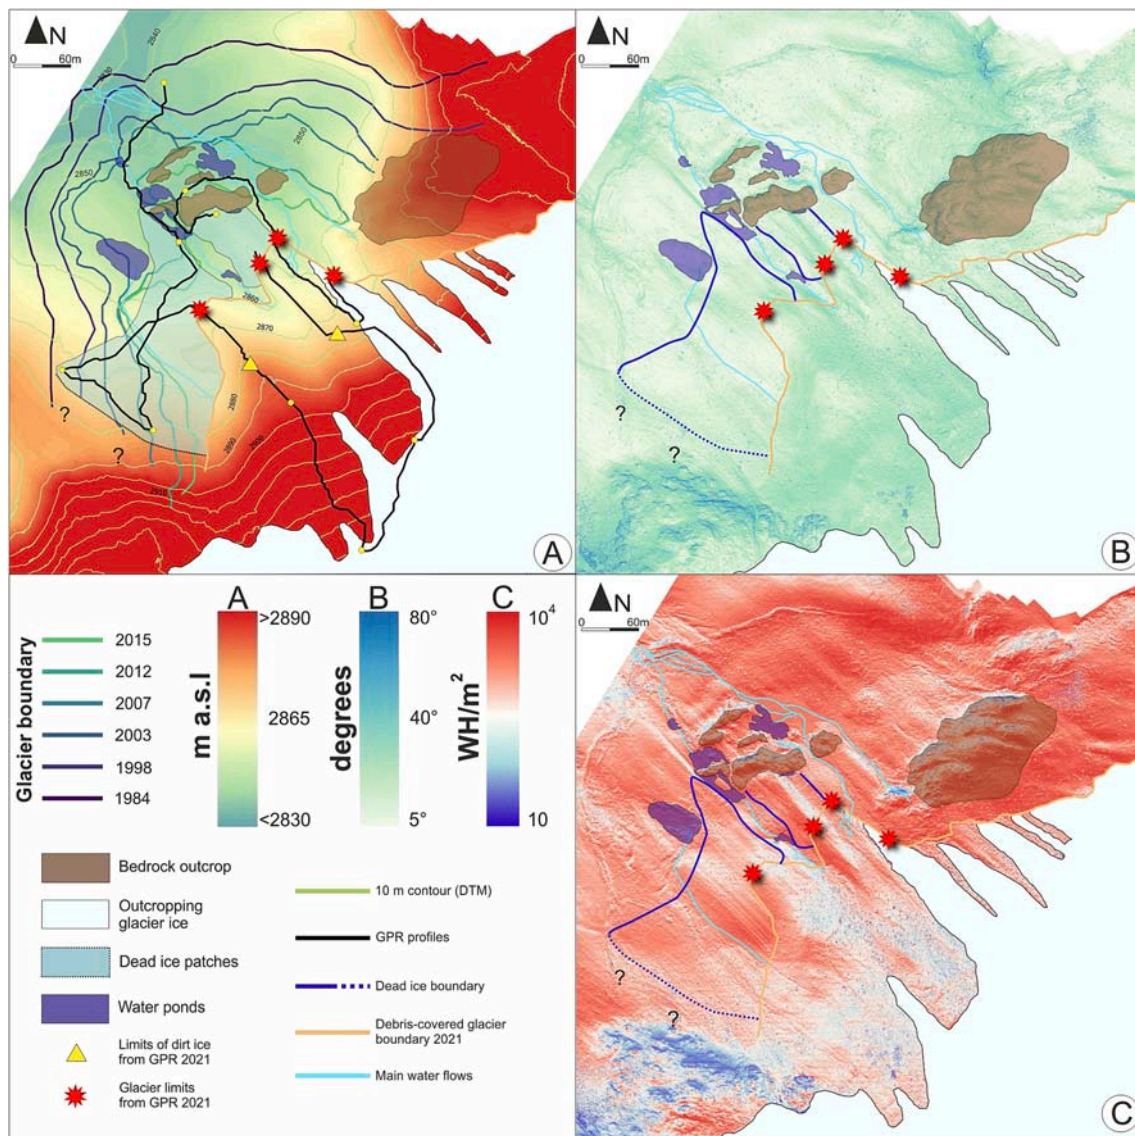 N
0 60m
2840
2830
2850
2850
2860
2870
2880
2890
2900
2910
?
?
A
N
0 60m
?
?
B
Glacier boundary
2015
2012
2007
2003
1998
1984
A
m a.s.l
>2890
2865
<2830
B
degrees
80°
40°
5°
C
WH/m²
10⁴
10
Bedrock outcrop
Outcropping
glacier ice
Dead ice patches
Water ponds
Limits of dirt ice
from GPR 2021
Glacier limits
from GPR 2021
10 m contour (DTM)
GPR profiles
Dead ice boundary
Debris-covered glacier
boundary 2021
Main water flows
N
0 60m
?
?
C